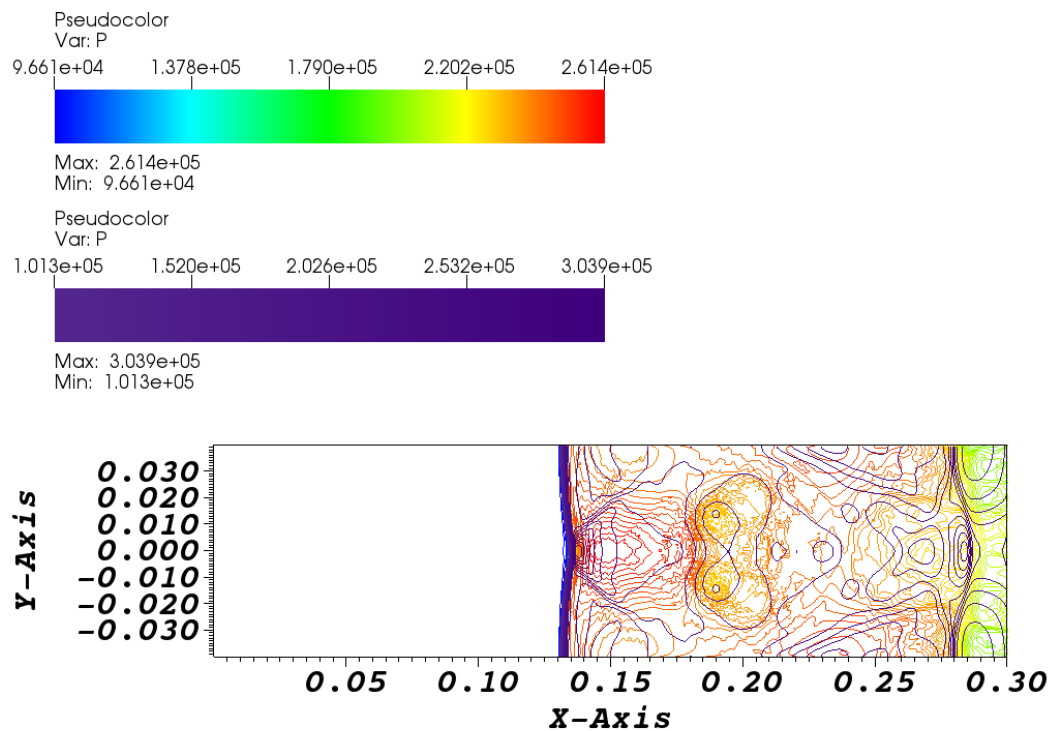 Pseudocolor
Var: P
9.661e+04 1.378e+05 1.790e+05 2.202e+05 2.614e+05
Max: 2.614e+05
Min: 9.661e+04
Pseudocolor
Var: P
1.013e+05 1.520e+05 2.026e+05 2.532e+05 3.039e+05
Max: 3.039e+05
Min: 1.013e+05
Y-Axis
0.030
0.020
0.010
0.000
-0.010
-0.020
-0.030
0.05 0.10 0.15 0.20 0.25 0.30
X-Axis